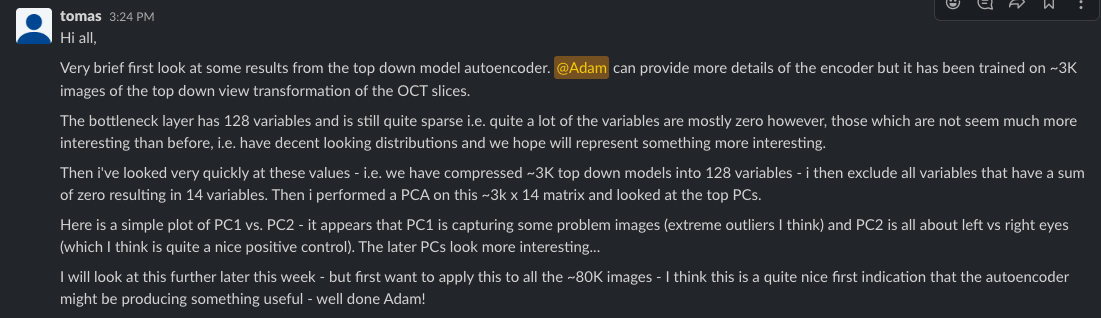 tomas 3:24 PM
Hi all,
Very brief first look at some results from the top down model autoencoder. @Adam can provide more details of the encoder but it has been trained on ~3K
images of the top down view transformation of the OCT slices.
The bottleneck layer has 128 variables and is still quite sparse i.e. quite a lot of the variables are mostly zero however, those which are not seem much more
interesting than before, i.e. have decent looking distributions and we hope will represent something more interesting.
Then i've looked very quickly at these values - i.e. we have compressed ~3K top down models into 128 variables - i then exclude all variables that have a sum
of zero resulting in 14 variables. Then i performed a PCA on this ~3k x 14 matrix and looked at the top PCs.
Here is a simple plot of PC1 vs. PC2 - it appears that PC1 is capturing some problem images (extreme outliers I think) and PC2 is all about left vs right eyes
(which I think is quite a nice positive control). The later PCs look more interesting...
I will look at this further later this week - but first want to apply this to all the ~80K images - I think this is a quite nice first indication that the autoencoder
might be producing something useful - well done Adam!